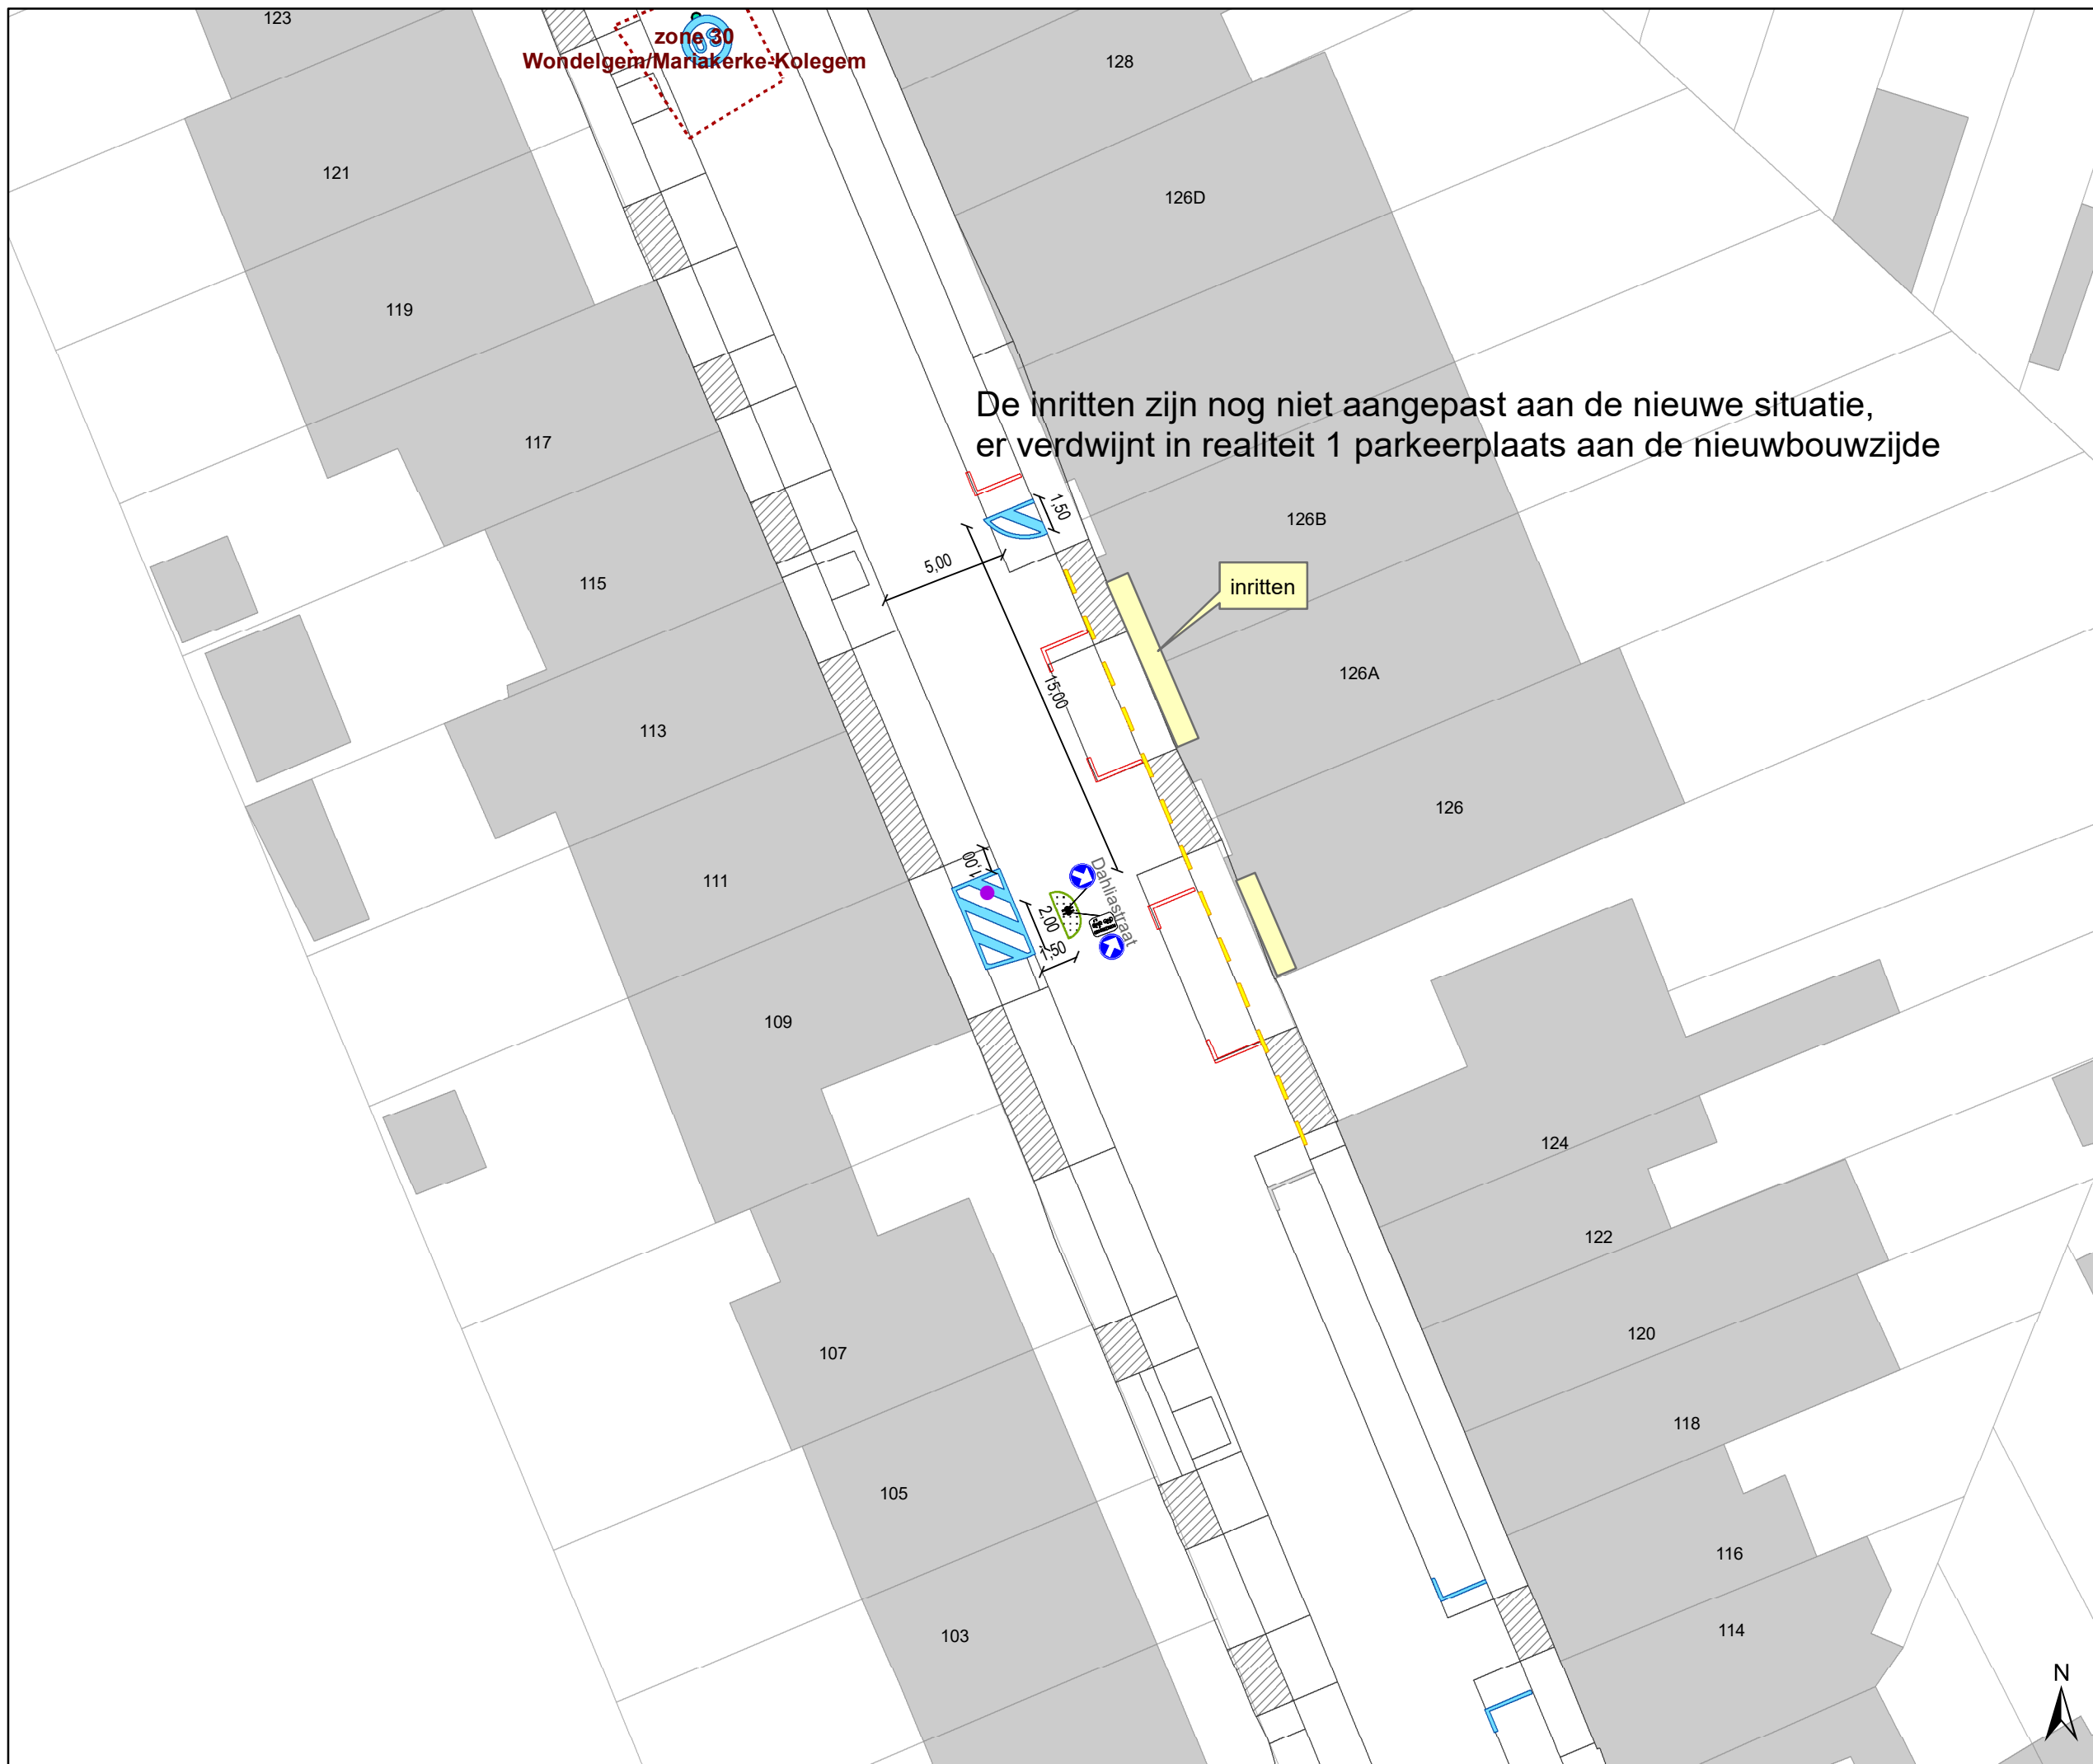 123
zone 30
Wondelgem/Mariakerke-Kolegem
128
121
126D
119
De inritten zijn nog niet aangepast aan de nieuwe situatie,
er verdwijnt in realiteit 1 parkeerplaats aan de nieuwbouwzijde
117
1,50
126B
5,00
inritten
115
126A
15,00
113
126
1,00
111
Dahliastraat
2,00
1,50
109
124
122
120
107
118
105
116
114
103
N